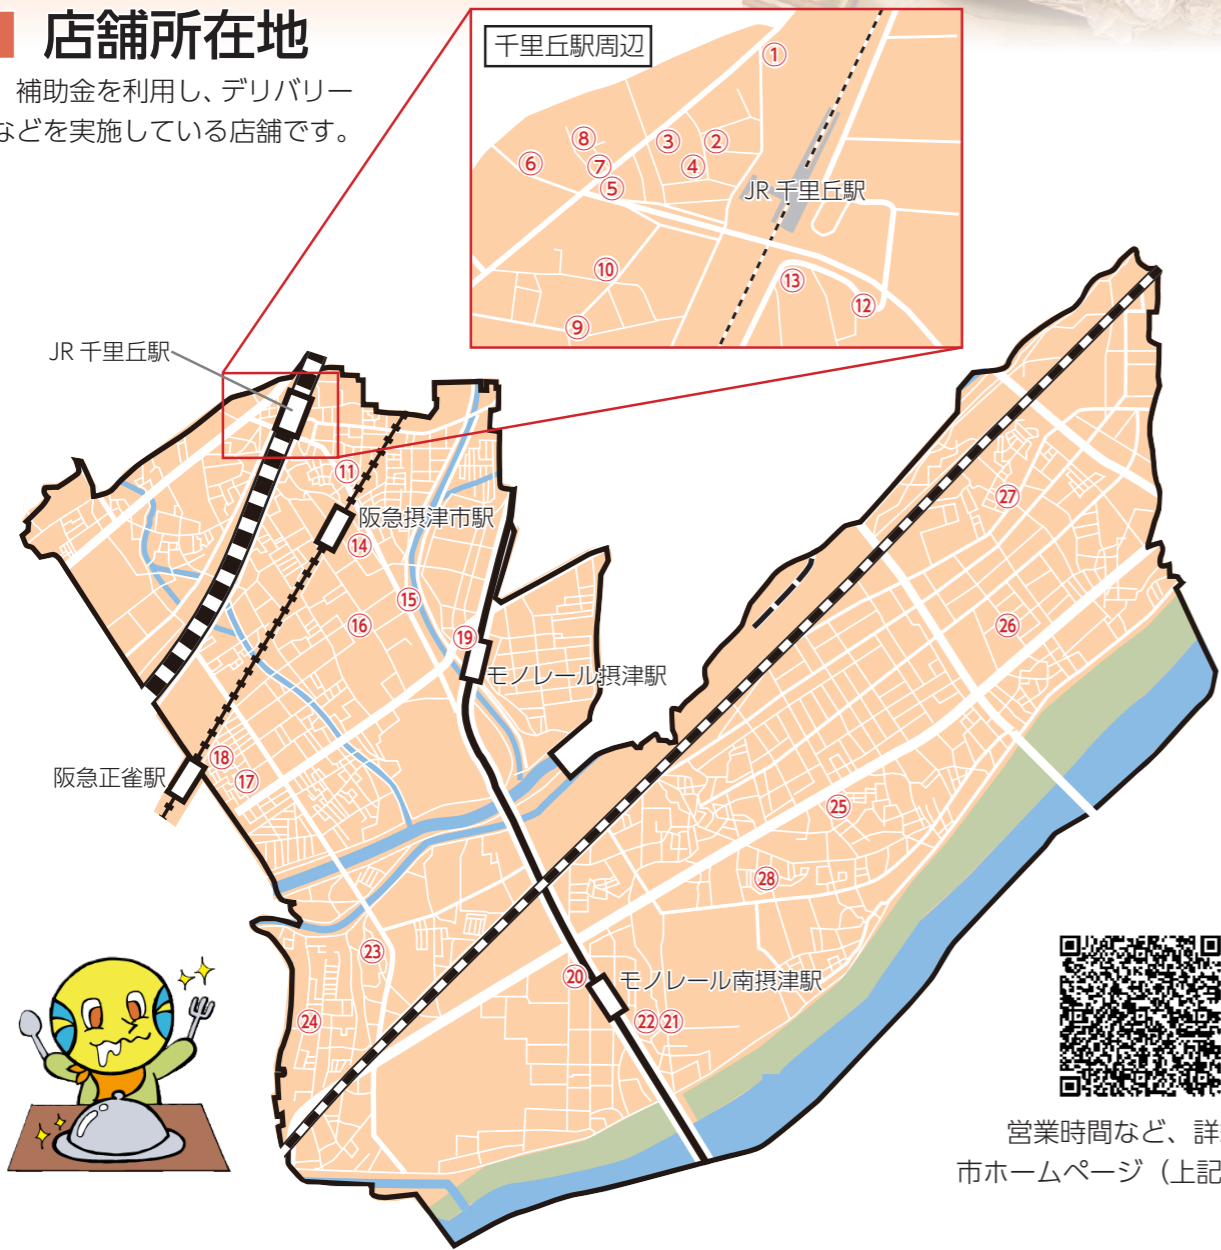 店舗所在地
補助金を利用し、デリバリー
などを実施している店舗です。
千里丘駅周辺
①
⑧
③
②
⑥
⑦
④
⑤
JR 千里丘駅
⑩
⑬
⑫
⑨
JR 千里丘駅
⑪
㉗
阪急摂津市駅
⑭
⑮
⑯
㉖
⑲
モノレール摂津駅
⑱
阪急正雀駅
⑰
㉕
㉘
㉓
⑳
モノレール南摂津駅
㉔
㉒
㉑
営業時間など、詳
市ホームページ（上記